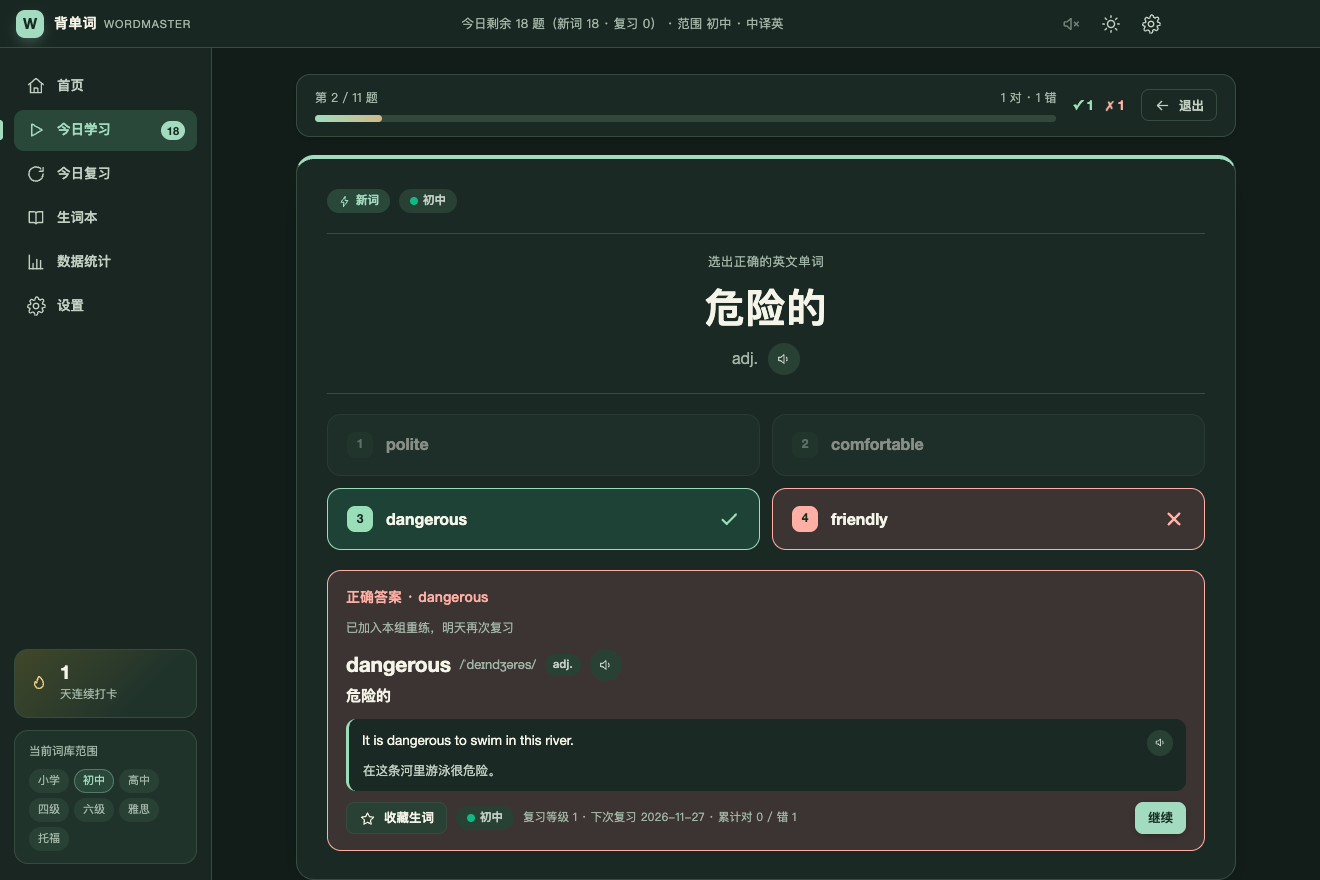 W 背单词 WORDMASTER
今日剩余 18 题（新词 18 · 复习 0） · 范围 初中 · 中译英
首页
今日学习 18
今日复习
生词本
数据统计
设置
1
天连续打卡
当前词库范围
小学 初中 高中
四级 六级 雅思
托福
第 2 / 11 题
1 对 · 1 错
✓1 ✗1
← 退出
新词 初中
选出正确的英文单词
危险的
adj.
1 polite
2 comfortable
3 dangerous
4 friendly
正确答案 · dangerous
已加入本组重练，明天再次复习
dangerous /ˈdeɪndʒərəs/ adj.
危险的
It is dangerous to swim in this river.
在这条河里游泳很危险。
收藏生词 初中 复习等级 1 · 下次复习 2026-11-27 · 累计对 0 / 错 1
继续